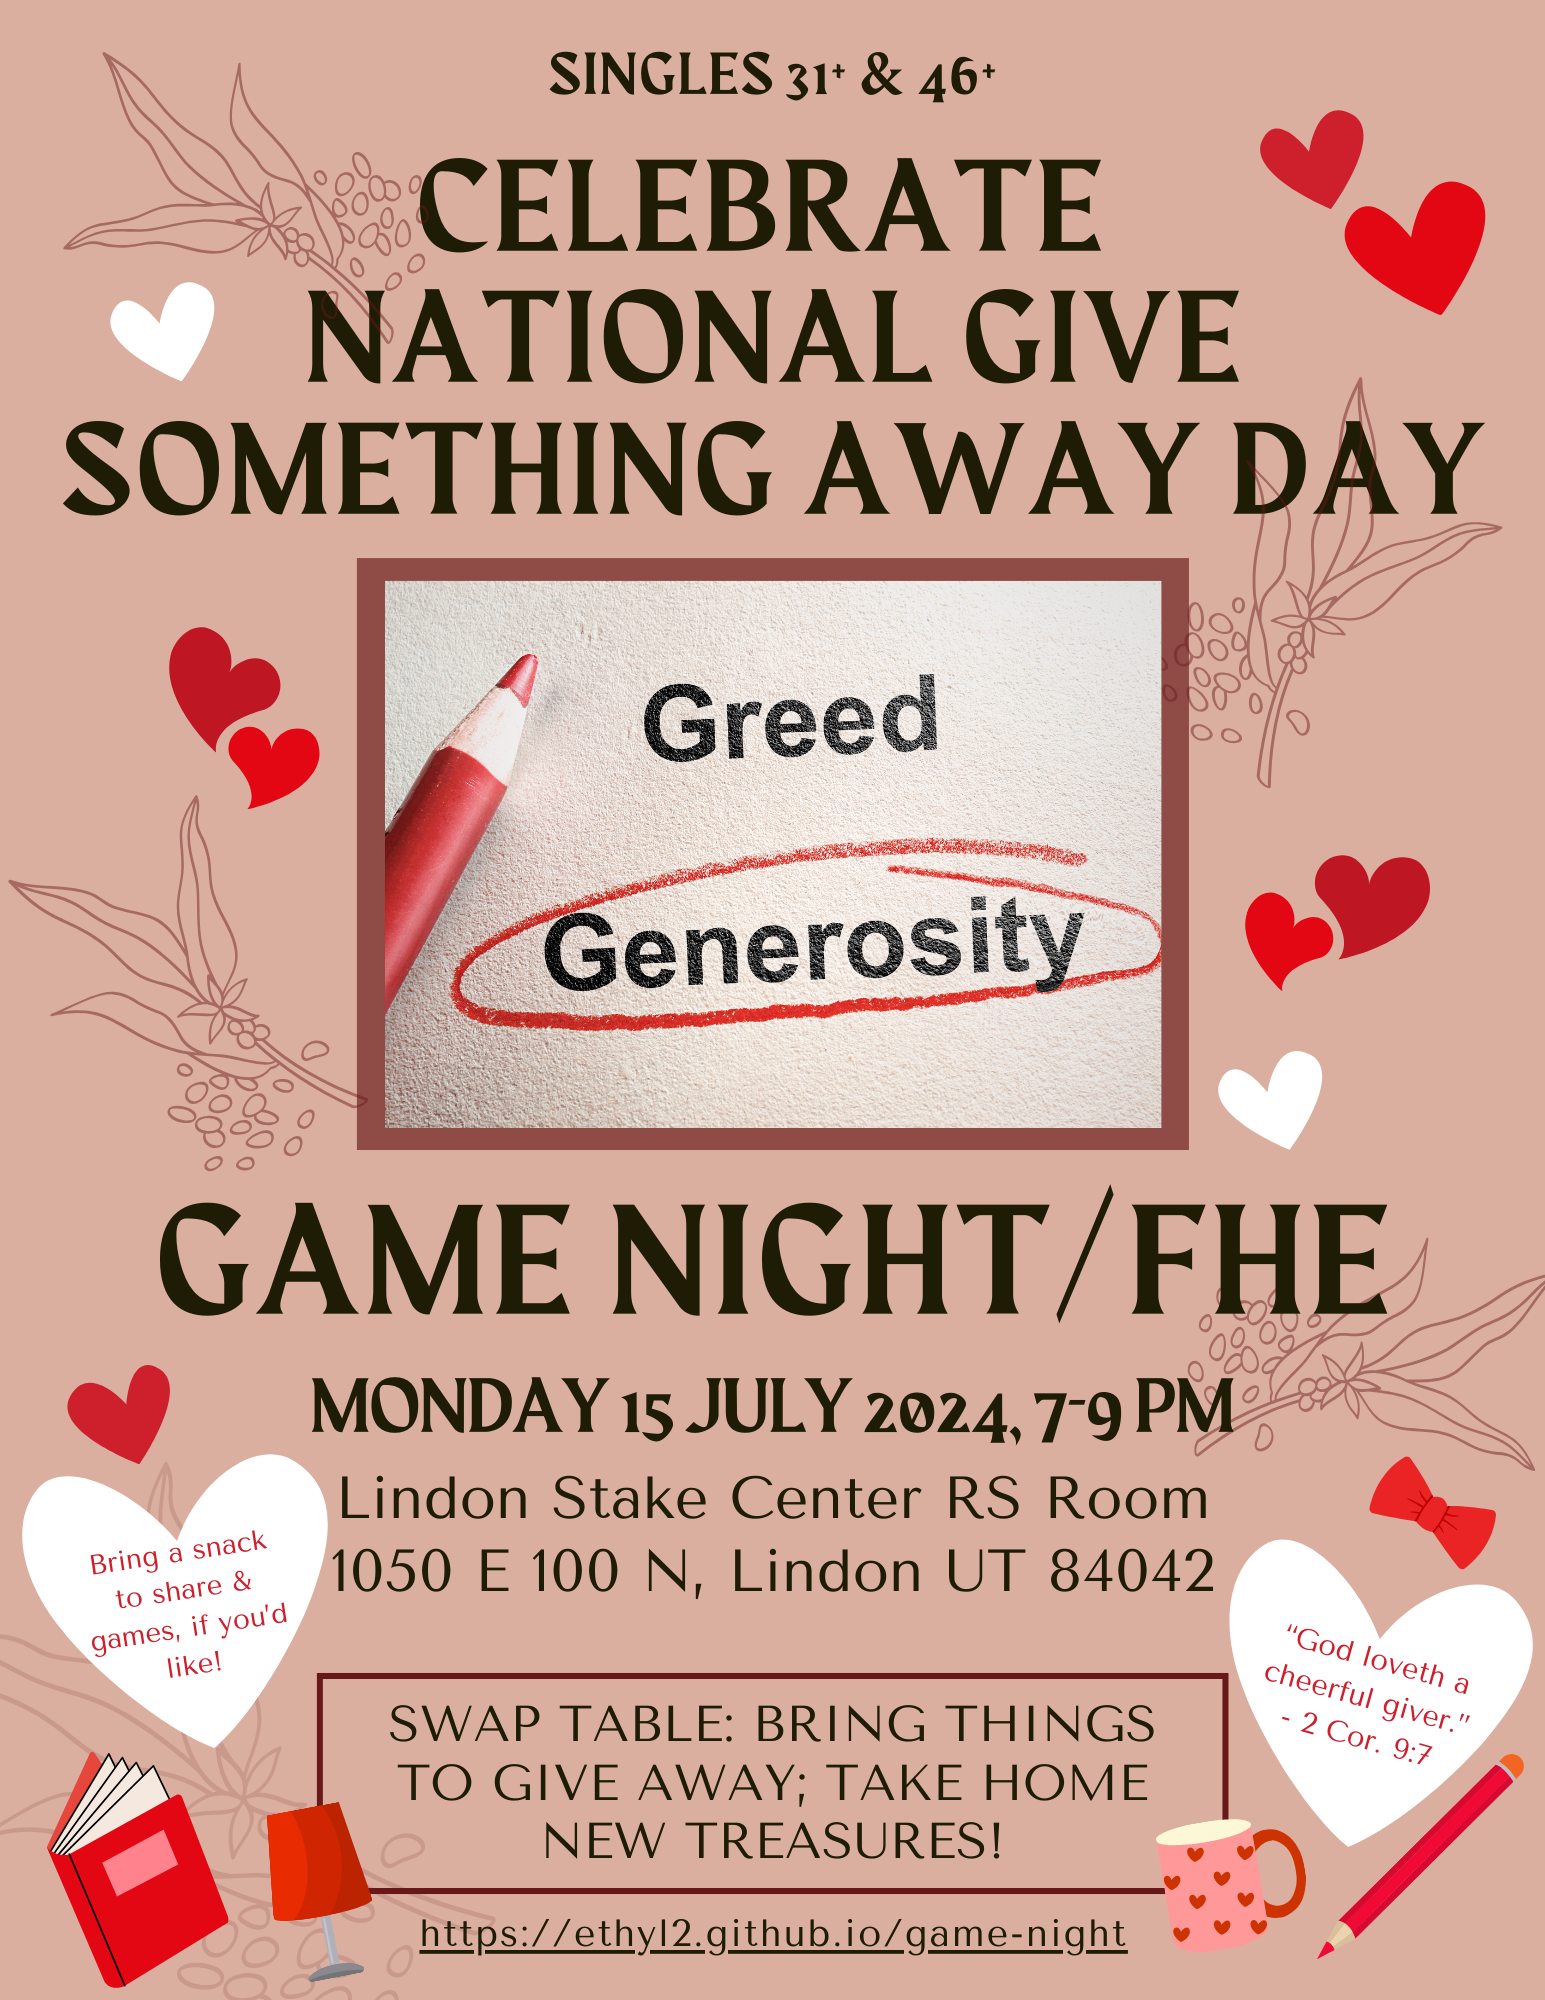 SINGLES 31+ & 46+
CELEBRATE
NATIONAL GIVE
SOMETHING AWAY DAY
Greed
Generosity
GAME NIGHT/FHE
MONDAY 15 JULY 2024, 7-9 PM
Lindon Stake Center RS Room
1050 E 100 N, Lindon UT 84042
Bring a snack
to share &
games, if you'd
like!
"God loveth a
cheerful giver."
- 2 Cor. 9:7
SWAP TABLE: BRING THINGS
TO GIVE AWAY; TAKE HOME
NEW TREASURES!
https://ethyl2.github.io/game-night